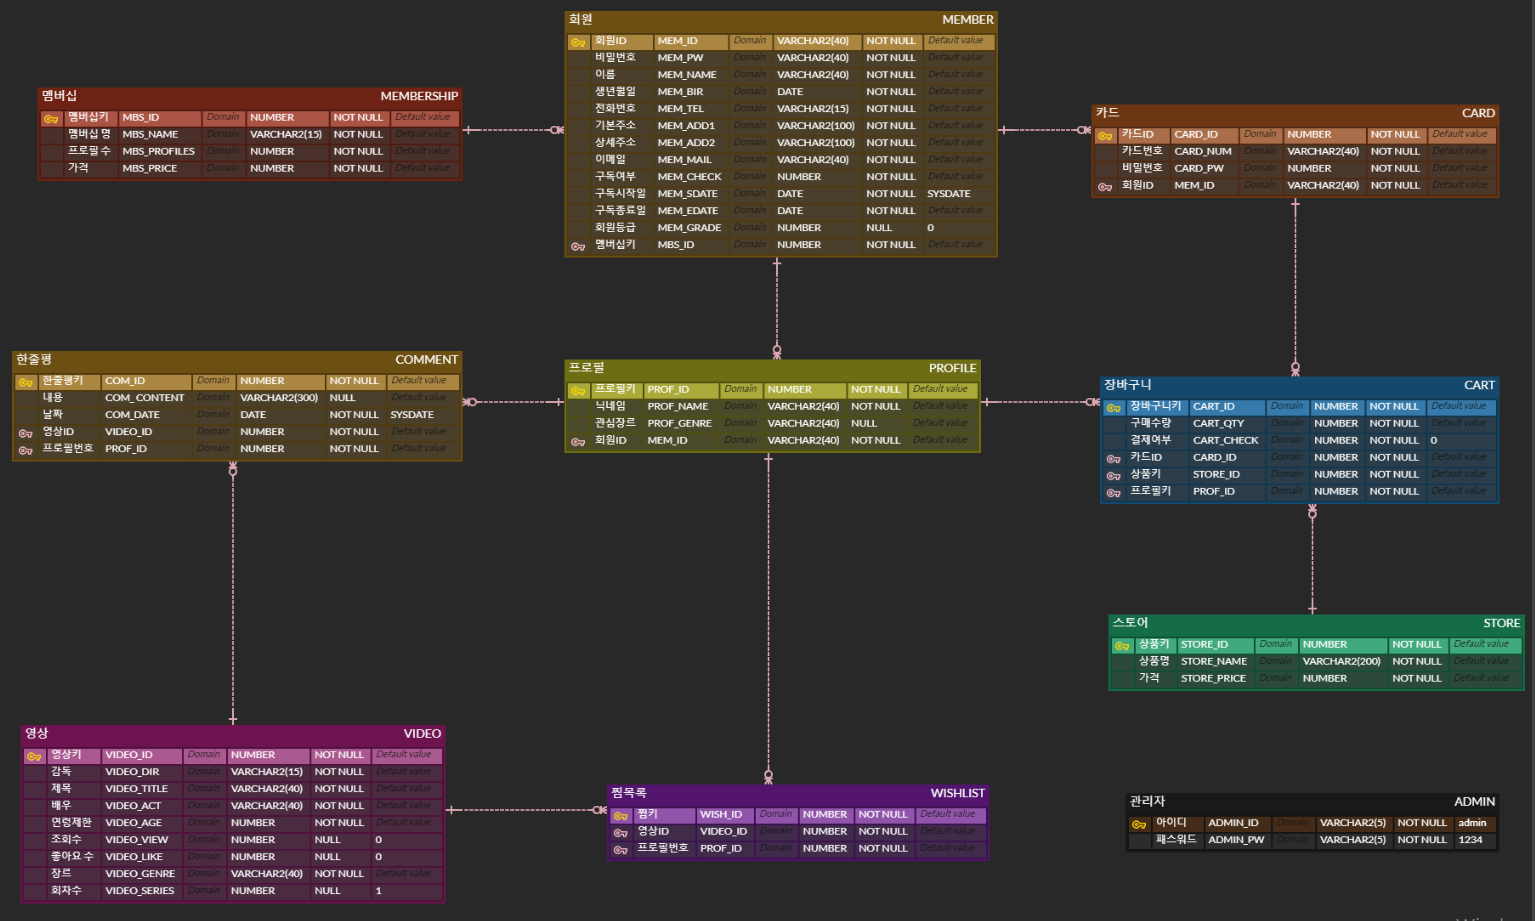 회원 MEMBER
회원ID MEM_ID Domain VARCHAR2(40) NOT NULL Default value
비밀번호 MEM_PW Domain VARCHAR2(40) NOT NULL Default value
이름 MEM_NAME Domain VARCHAR2(40) NOT NULL Default value
생년월일 MEM_BIR Domain DATE NOT NULL Default value
전화번호 MEM_TEL Domain VARCHAR2(15) NOT NULL Default value
기본주소 MEM_ADD1 Domain VARCHAR2(100) NOT NULL Default value
상세주소 MEM_ADD2 Domain VARCHAR2(100) NOT NULL Default value
이메일 MEM_MAIL Domain VARCHAR2(40) NOT NULL Default value
구독여부 MEM_CHECK Domain NUMBER NOT NULL Default value
구독시작일 MEM_SDATE Domain DATE NOT NULL SYSDATE
구독종료일 MEM_EDATE Domain DATE NOT NULL Default value
회원등급 MEM_GRADE Domain NUMBER NULL 0
멤버십키 MBS_ID Domain NUMBER NOT NULL Default value
멤버십 MEMBERSHIP
멤버십키 MBS_ID Domain NUMBER NOT NULL Default value
멤버십 명 MBS_NAME Domain VARCHAR2(15) NOT NULL Default value
프로필 수 MBS_PROFILES Domain NUMBER NOT NULL Default value
가격 MBS_PRICE Domain NUMBER NOT NULL Default value
카드 CARD
카드ID CARD_ID Domain NUMBER NOT NULL Default value
카드번호 CARD_NUM Domain VARCHAR2(40) NOT NULL Default value
비밀번호 CARD_PW Domain NUMBER NOT NULL Default value
회원ID MEM_ID Domain VARCHAR2(40) NOT NULL Default value
한줄평 COMMENT
한줄평키 COM_ID Domain NUMBER NOT NULL Default value
내용 COM_CONTENT Domain VARCHAR2(300) NULL Default value
날짜 COM_DATE Domain DATE NOT NULL SYSDATE
영상ID VIDEO_ID Domain NUMBER NOT NULL Default value
프로필번호 PROF_ID Domain NUMBER NOT NULL Default value
프로필 PROFILE
프로필키 PROF_ID Domain NUMBER NOT NULL Default value
닉네임 PROF_NAME Domain VARCHAR2(40) NOT NULL Default value
관심장르 PROF_GENRE Domain VARCHAR2(40) NULL Default value
회원ID MEM_ID Domain VARCHAR2(40) NOT NULL Default value
장바구니 CART
장바구니키 CART_ID Domain NUMBER NOT NULL Default value
구매수량 CART_QTY Domain NUMBER NOT NULL Default value
결제여부 CART_CHECK Domain NUMBER NOT NULL 0
카드ID CARD_ID Domain NUMBER NOT NULL Default value
상품키 STORE_ID Domain NUMBER NOT NULL Default value
프로필키 PROF_ID Domain NUMBER NOT NULL Default value
스토어 STORE
상품키 STORE_ID Domain NUMBER NOT NULL Default value
상품명 STORE_NAME Domain VARCHAR2(200) NOT NULL Default value
가격 STORE_PRICE Domain NUMBER NOT NULL Default value
영상 VIDEO
영상키 VIDEO_ID Domain NUMBER NOT NULL Default value
감독 VIDEO_DIR Domain VARCHAR2(15) NOT NULL Default value
제목 VIDEO_TITLE Domain VARCHAR2(40) NOT NULL Default value
배우 VIDEO_ACT Domain VARCHAR2(40) NOT NULL Default value
연령제한 VIDEO_AGE Domain NUMBER NOT NULL Default value
조회수 VIDEO_VIEW Domain NUMBER NULL 0
좋아요 수 VIDEO_LIKE Domain NUMBER NULL 0
장르 VIDEO_GENRE Domain VARCHAR2(40) NOT NULL Default value
회차수 VIDEO_SERIES Domain NUMBER NULL 1
찜목록 WISHLIST
찜키 WISH_ID Domain NUMBER NOT NULL Default value
영상ID VIDEO_ID Domain NUMBER NOT NULL Default value
프로필번호 PROF_ID Domain NUMBER NOT NULL Default value
관리자 ADMIN
아이디 ADMIN_ID Domain VARCHAR2(5) NOT NULL admin
패스워드 ADMIN_PW Domain VARCHAR2(5) NOT NULL 1234